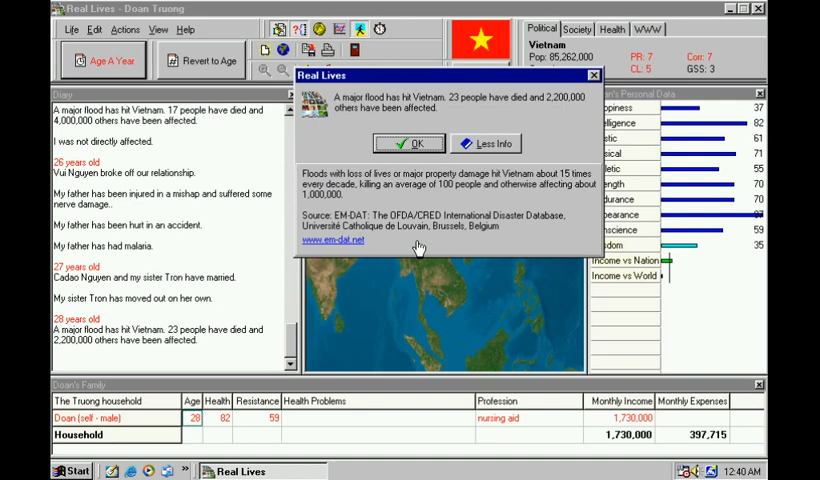 Real Lives - Doan Truong
Life Edit Actions View Help
Age A Year
Revert to Age
Political Society Health WWW
Vietnam
Pop: 85,262,000
PR: 7 Corr: 7
CL: 5 GSS: 3
Diary
A major flood has hit Vietnam. 17 people have died and
4,000,000 others have been affected.
I was not directly affected.
26 years old
Vui Nguyen broke off our relationship.
My father has been injured in a mishap and suffered some
nerve damage..
My father has been hurt in an accident.
My father has had malaria.
27 years old
Cadao Nguyen and my sister Tron have married.
My sister Tron has moved out on her own.
28 years old
A major flood has hit Vietnam. 23 people have died and
2,200,000 others have been affected.
Real Lives
A major flood has hit Vietnam. 23 people have died and 2,200,000
others have been affected.
OK
Less Info
Floods with loss of lives or major property damage hit Vietnam about 15 times
every decade, killing an average of 100 people and otherwise affecting about
1,000,000.
Source: EM-DAT: The OFDA/CRED International Disaster Database,
Université Catholique de Louvain, Brussels, Belgium
www.em-dat.net
an's Personal Data
ppiness 37
elligence 82
stic 61
sical 71
letic 55
ength 70
durance 70
pearance 87
nscience 59
sdom 35
Income vs Nation
Income vs World
Doan's Family
The Truong household Age Health Resistance Health Problems Profession Monthly Income Monthly Expenses
Doan (self - male) 28 82 59 nursing aid 1,730,000
Household 1,730,000 397,715
Start
Real Lives
12:40 AM